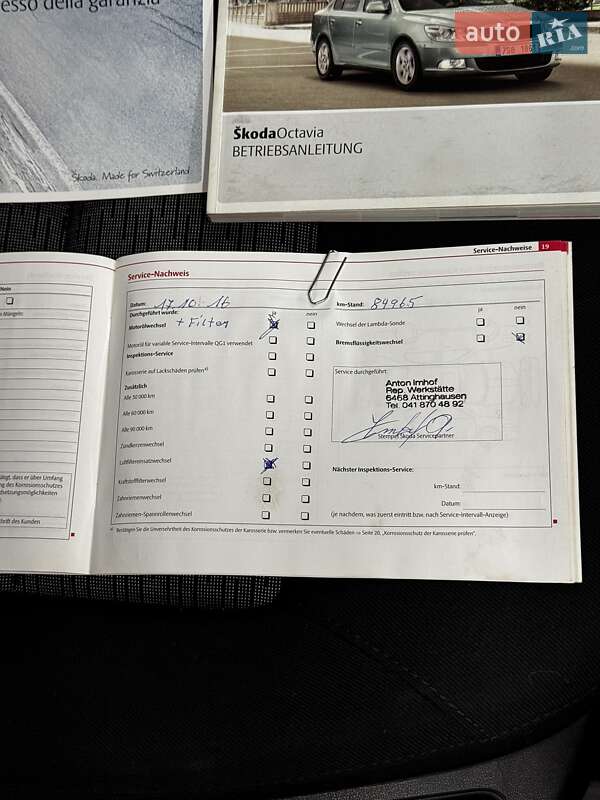 esso della garanzia
Škoda. Made for Switzerland
auto RIA .com
ŠkodaOctavia
BETRIEBSANLEITUNG
Service-Nachweise 19
Nein
n Mängeln:
tätigt, dass er über Umfang
ng des Korrosionsschutzes
dsetzungsmöglichkeiten
hrift des Kunden
Service-Nachweis
Datum: 17.10.16
km-Stand: 84965
Durchgeführt wurde: ja nein
Motorölwechsel + Filter
Motoröl für variable Service-Intervalle QG1 verwendet
Inspektions-Service
Karosserie auf Lackschäden prüfen a)
Zusätzlich
Alle 30 000 km
Alle 60 000 km
Alle 90 000 km
Zündkerzenwechsel
Luftfiltereinsatzwechsel
Kraftstofffilterwechsel
Zahnriemenwechsel
Zahnriemen-Spannrollenwechsel
ja nein
Wechsel der Lambda-Sonde
Bremsflüssigkeitswechsel
Service durchgeführt:
Anton Imhof
Rep. Werkstätte
6468 Attinghausen
Tel. 041 870 48 92
Stempel Škoda Servicepartner
Nächster Inspektions-Service:
km-Stand:
Datum:
(je nachdem, was zuerst eintrifft bzw. nach Service-Intervall-Anzeige)
a) Bestätigen Sie die Unversehrtheit des Korrosionsschutzes der Karosserie bzw. vermerken Sie eventuelle Schäden ⇒ Seite 20, „Korrosionsschutz der Karosserie prüfen“.